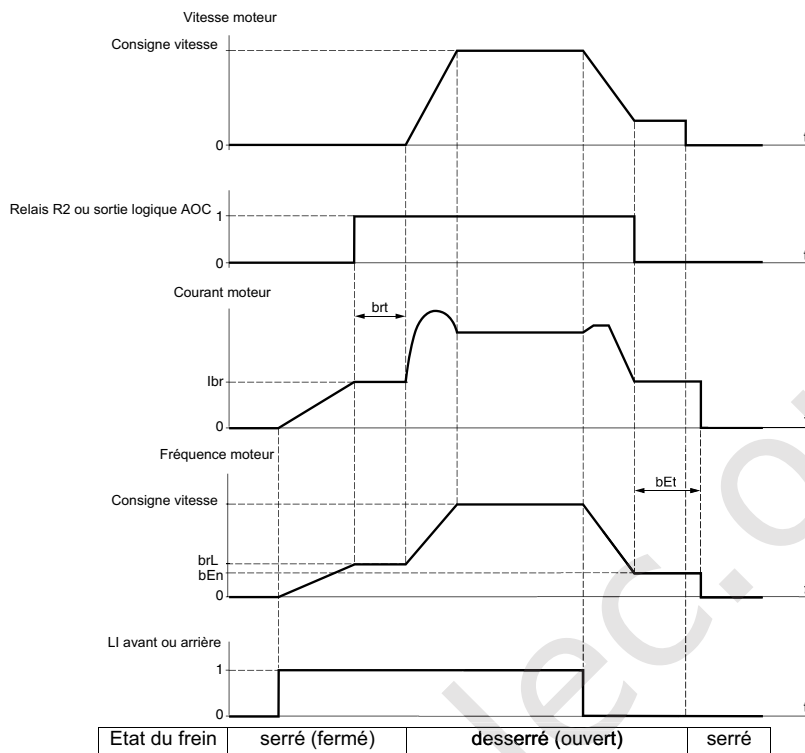 Vitesse moteur
Consigne vitesse
0
t
Relais R2 ou sortie logique AOC
1
0
t
Courant moteur
brt
Ibr
0
t
Fréquence moteur
bEt
Consigne vitesse
brL
bEn
0
t
LI avant ou arrière
1
0
t
Etat du frein serré (fermé) desserré (ouvert) serré
lec.o